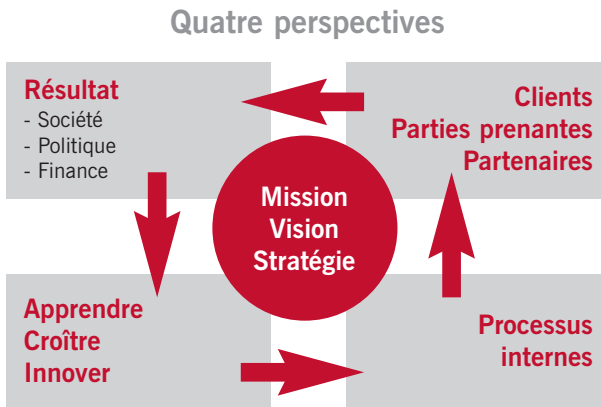 Quatre perspectives
Résultat
- Société
- Politique
- Finance
Clients
Parties prenantes
Partenaires
Mission
Vision
Stratégie
Apprendre
Croître
Innover
Processus
internes